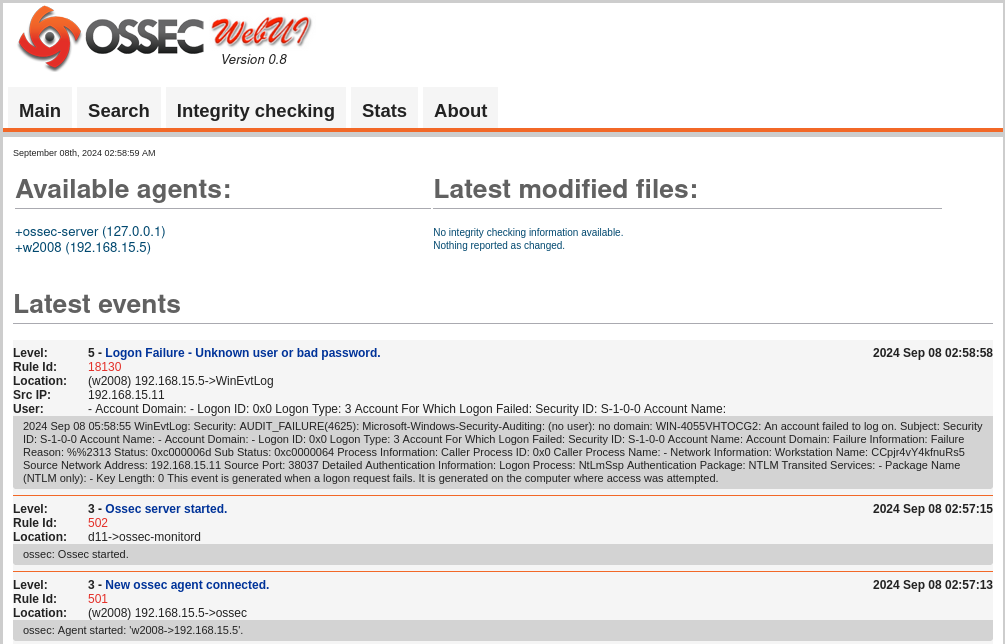 OSSEC WebUI
Version 0.8
Main Search Integrity checking Stats About
September 08th, 2024 02:58:59 AM
Available agents:
Latest modified files:
+ossec-server (127.0.0.1)
+w2008 (192.168.15.5)
No integrity checking information available.
Nothing reported as changed.
Latest events
Level: 5 - Logon Failure - Unknown user or bad password. 2024 Sep 08 02:58:58
Rule Id: 18130
Location: (w2008) 192.168.15.5->WinEvtLog
Src IP: 192.168.15.11
User: - Account Domain: - Logon ID: 0x0 Logon Type: 3 Account For Which Logon Failed: Security ID: S-1-0-0 Account Name:
2024 Sep 08 05:58:55 WinEvtLog: Security: AUDIT_FAILURE(4625): Microsoft-Windows-Security-Auditing: (no user): no domain: WIN-4055VHTOCG2: An account failed to log on. Subject: Security
ID: S-1-0-0 Account Name: - Account Domain: - Logon ID: 0x0 Logon Type: 3 Account For Which Logon Failed: Security ID: S-1-0-0 Account Name: Account Domain: Failure Information: Failure
Reason: %%2313 Status: 0xc000006d Sub Status: 0xc0000064 Process Information: Caller Process ID: 0x0 Caller Process Name: - Network Information: Workstation Name: CCpjr4vY4kfnuRs5
Source Network Address: 192.168.15.11 Source Port: 38037 Detailed Authentication Information: Logon Process: NtLmSsp Authentication Package: NTLM Transited Services: - Package Name
(NTLM only): - Key Length: 0 This event is generated when a logon request fails. It is generated on the computer where access was attempted.
Level: 3 - Ossec server started. 2024 Sep 08 02:57:15
Rule Id: 502
Location: d11->ossec-monitord
ossec: Ossec started.
Level: 3 - New ossec agent connected. 2024 Sep 08 02:57:13
Rule Id: 501
Location: (w2008) 192.168.15.5->ossec
ossec: Agent started: 'w2008->192.168.15.5'.